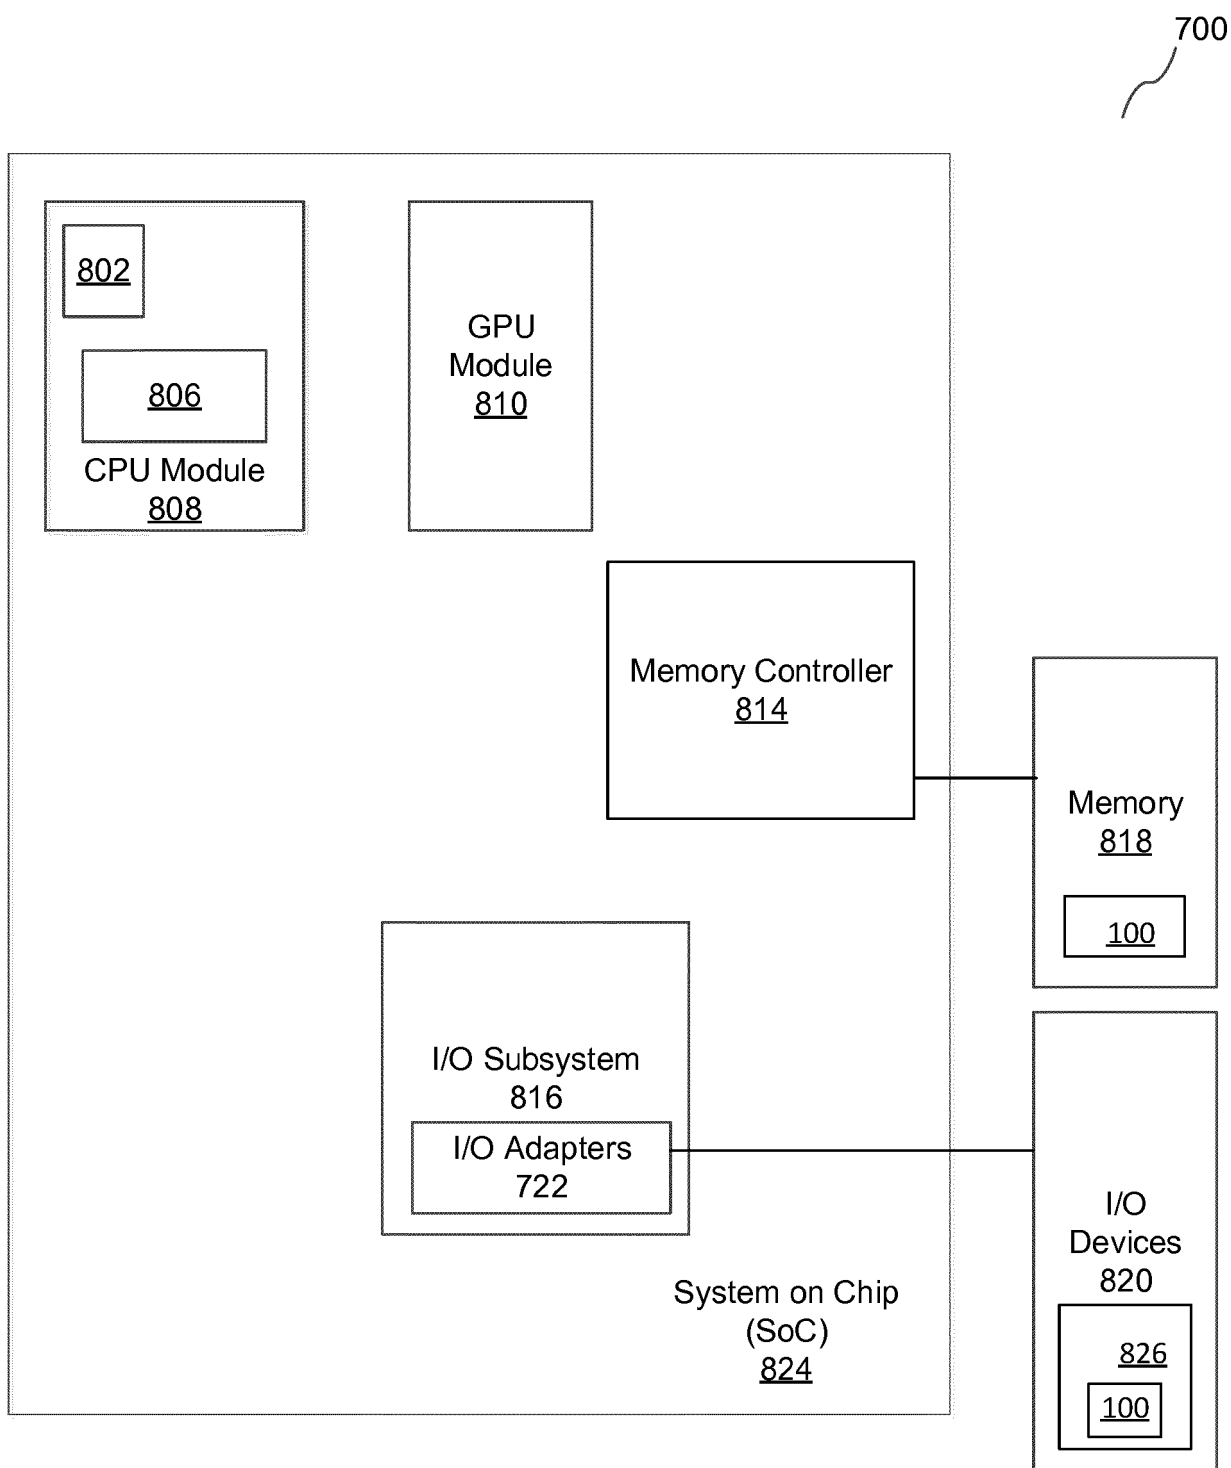 700
802
806
CPU Module
808
GPU
Module
810
Memory Controller
814
Memory
818
100
I/O Subsystem
816
I/O Adapters
722
I/O
Devices
820
826
100
System on Chip
(SoC)
824